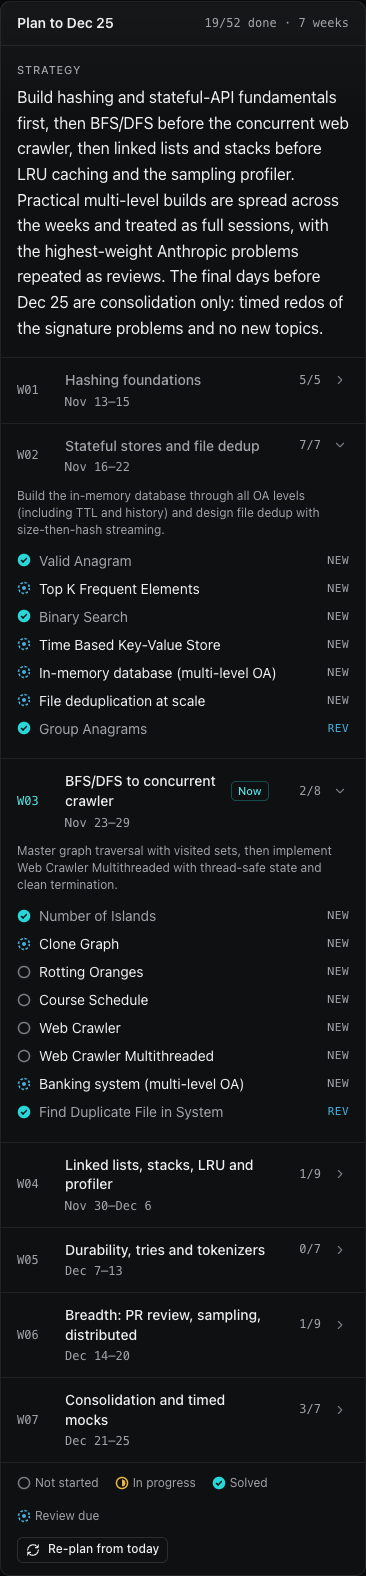 Plan to Dec 25 19/52 done · 7 weeks
STRATEGY
Build hashing and stateful-API fundamentals
first, then BFS/DFS before the concurrent web
crawler, then linked lists and stacks before
LRU caching and the sampling profiler.
Practical multi-level builds are spread across
the weeks and treated as full sessions, with
the highest-weight Anthropic problems
repeated as reviews. The final days before
Dec 25 are consolidation only: timed redos of
the signature problems and no new topics.
W01 Hashing foundations 5/5
Nov 13–15
W02 Stateful stores and file dedup 7/7
Nov 16–22
Build the in-memory database through all OA levels
(including TTL and history) and design file dedup with
size-then-hash streaming.
Valid Anagram NEW
Top K Frequent Elements NEW
Binary Search NEW
Time Based Key-Value Store NEW
In-memory database (multi-level OA) NEW
File deduplication at scale NEW
Group Anagrams REV
W03 BFS/DFS to concurrent Now 2/8
crawler
Nov 23–29
Master graph traversal with visited sets, then implement
Web Crawler Multithreaded with thread-safe state and
clean termination.
Number of Islands NEW
Clone Graph NEW
Rotting Oranges NEW
Course Schedule NEW
Web Crawler NEW
Web Crawler Multithreaded NEW
Banking system (multi-level OA) NEW
Find Duplicate File in System REV
W04 Linked lists, stacks, LRU and 1/9
profiler
Nov 30–Dec 6
W05 Durability, tries and tokenizers 0/7
Dec 7–13
W06 Breadth: PR review, sampling, 1/9
distributed
Dec 14–20
W07 Consolidation and timed 3/7
mocks
Dec 21–25
Not started In progress Solved
Review due
Re-plan from today